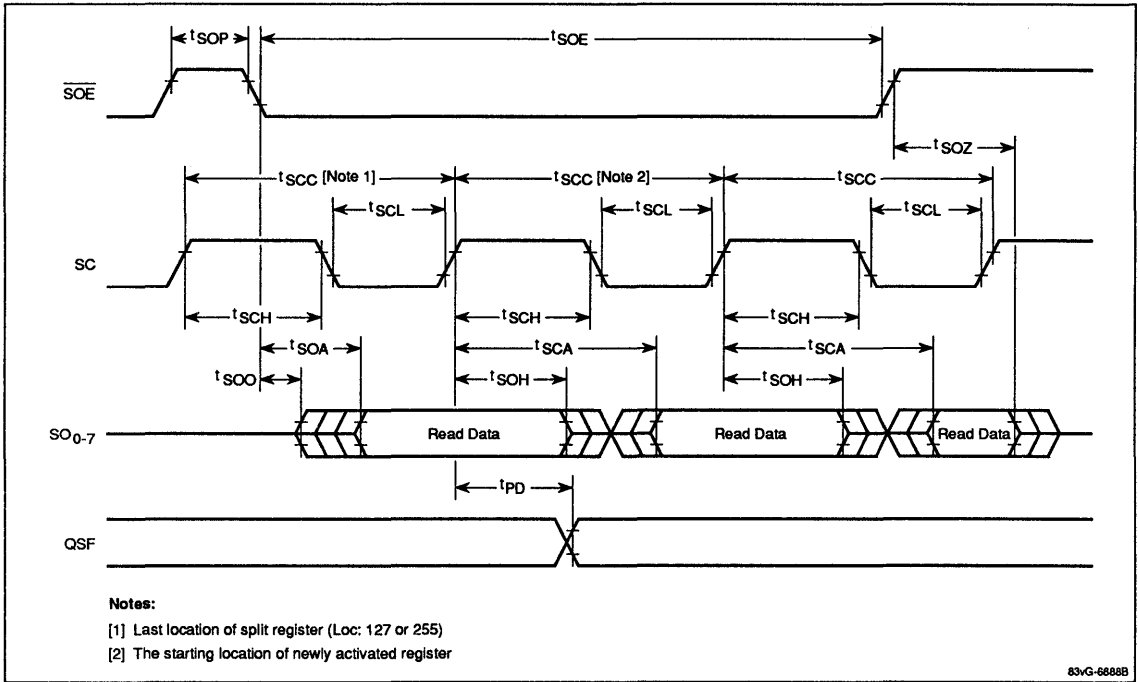 tSOP
tSOE
SOE
tSOZ
tSCC [Note 1]
tSCC [Note 2]
tSCC
tSCL
tSCL
tSCL
SC
tSCH
tSCH
tSCH
tSOA
tSCA
tSCA
tSOO
tSOH
tSOH
SO0-7
Read Data
Read Data
Read Data
tPD
QSF
Notes:
[1] Last location of split register (Loc: 127 or 255)
[2] The starting location of newly activated register
83vG-6888B